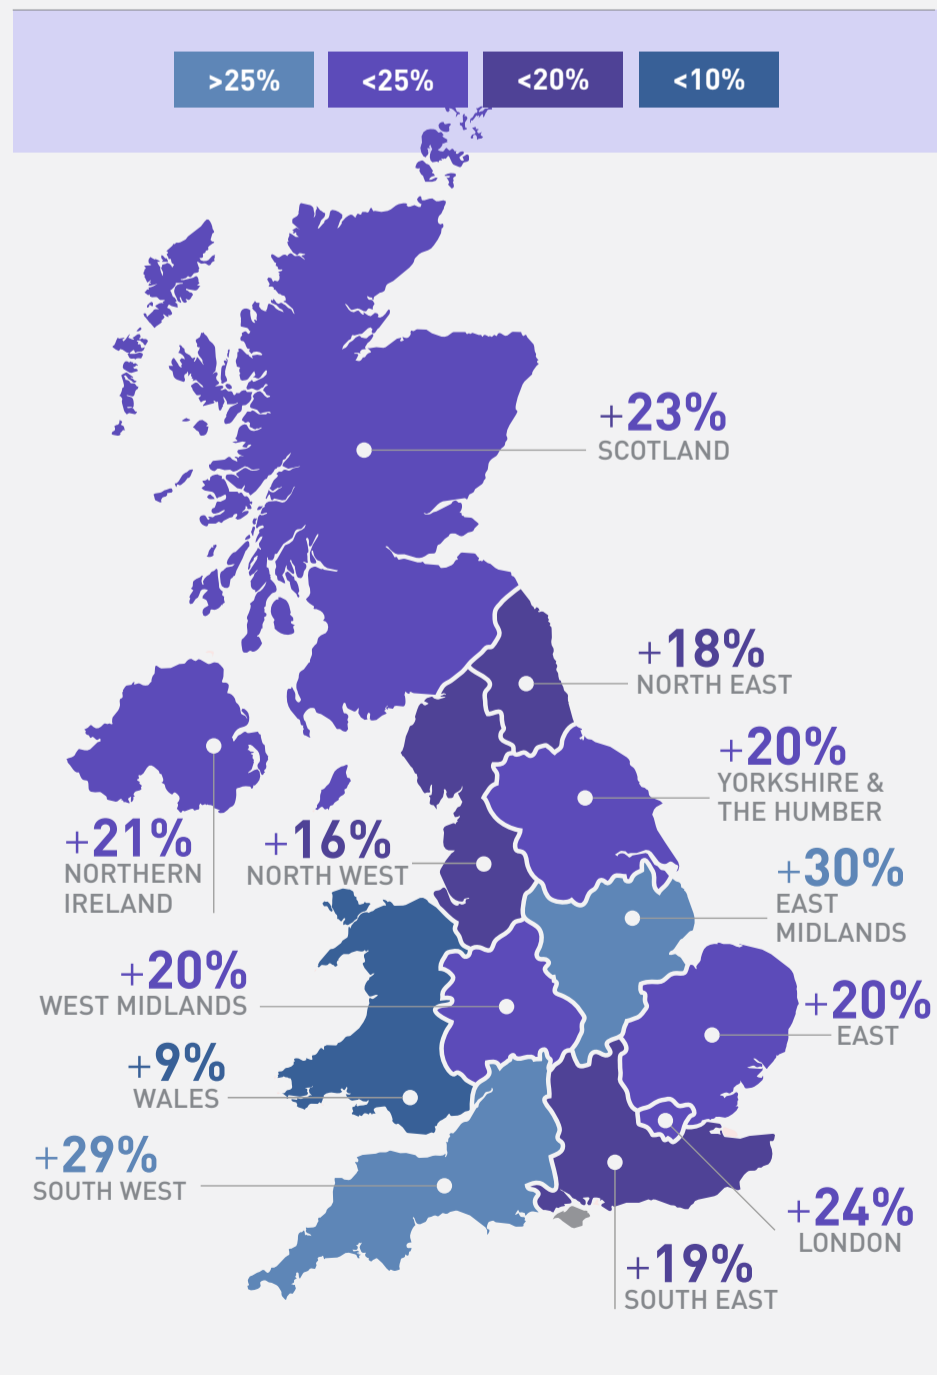 >25%
<25%
<20%
<10%
+23%
SCOTLAND
+18%
NORTH EAST
+20%
YORKSHIRE &
THE HUMBER
+21%
NORTHERN
IRELAND
+16%
NORTH WEST
+30%
EAST
MIDLANDS
+20%
WEST MIDLANDS
+20%
EAST
+9%
WALES
+29%
SOUTH WEST
+24%
LONDON
+19%
SOUTH EAST